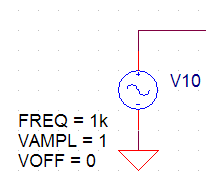 V10
FREQ = 1k
VAMPL = 1
VOFF = 0